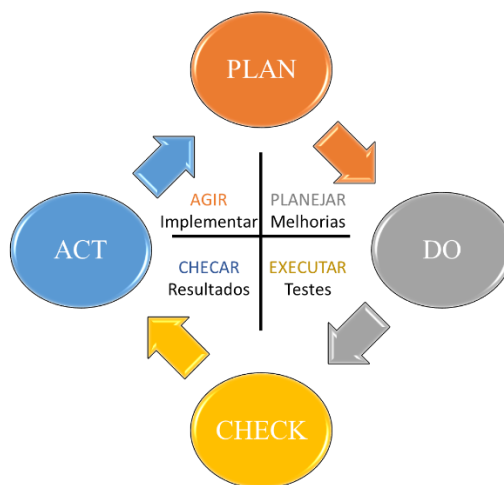 PLAN
AGIR
Implementar
PLANEJAR
Melhorias
ACT
DO
CHECAR
Resultados
EXECUTAR
Testes
CHECK